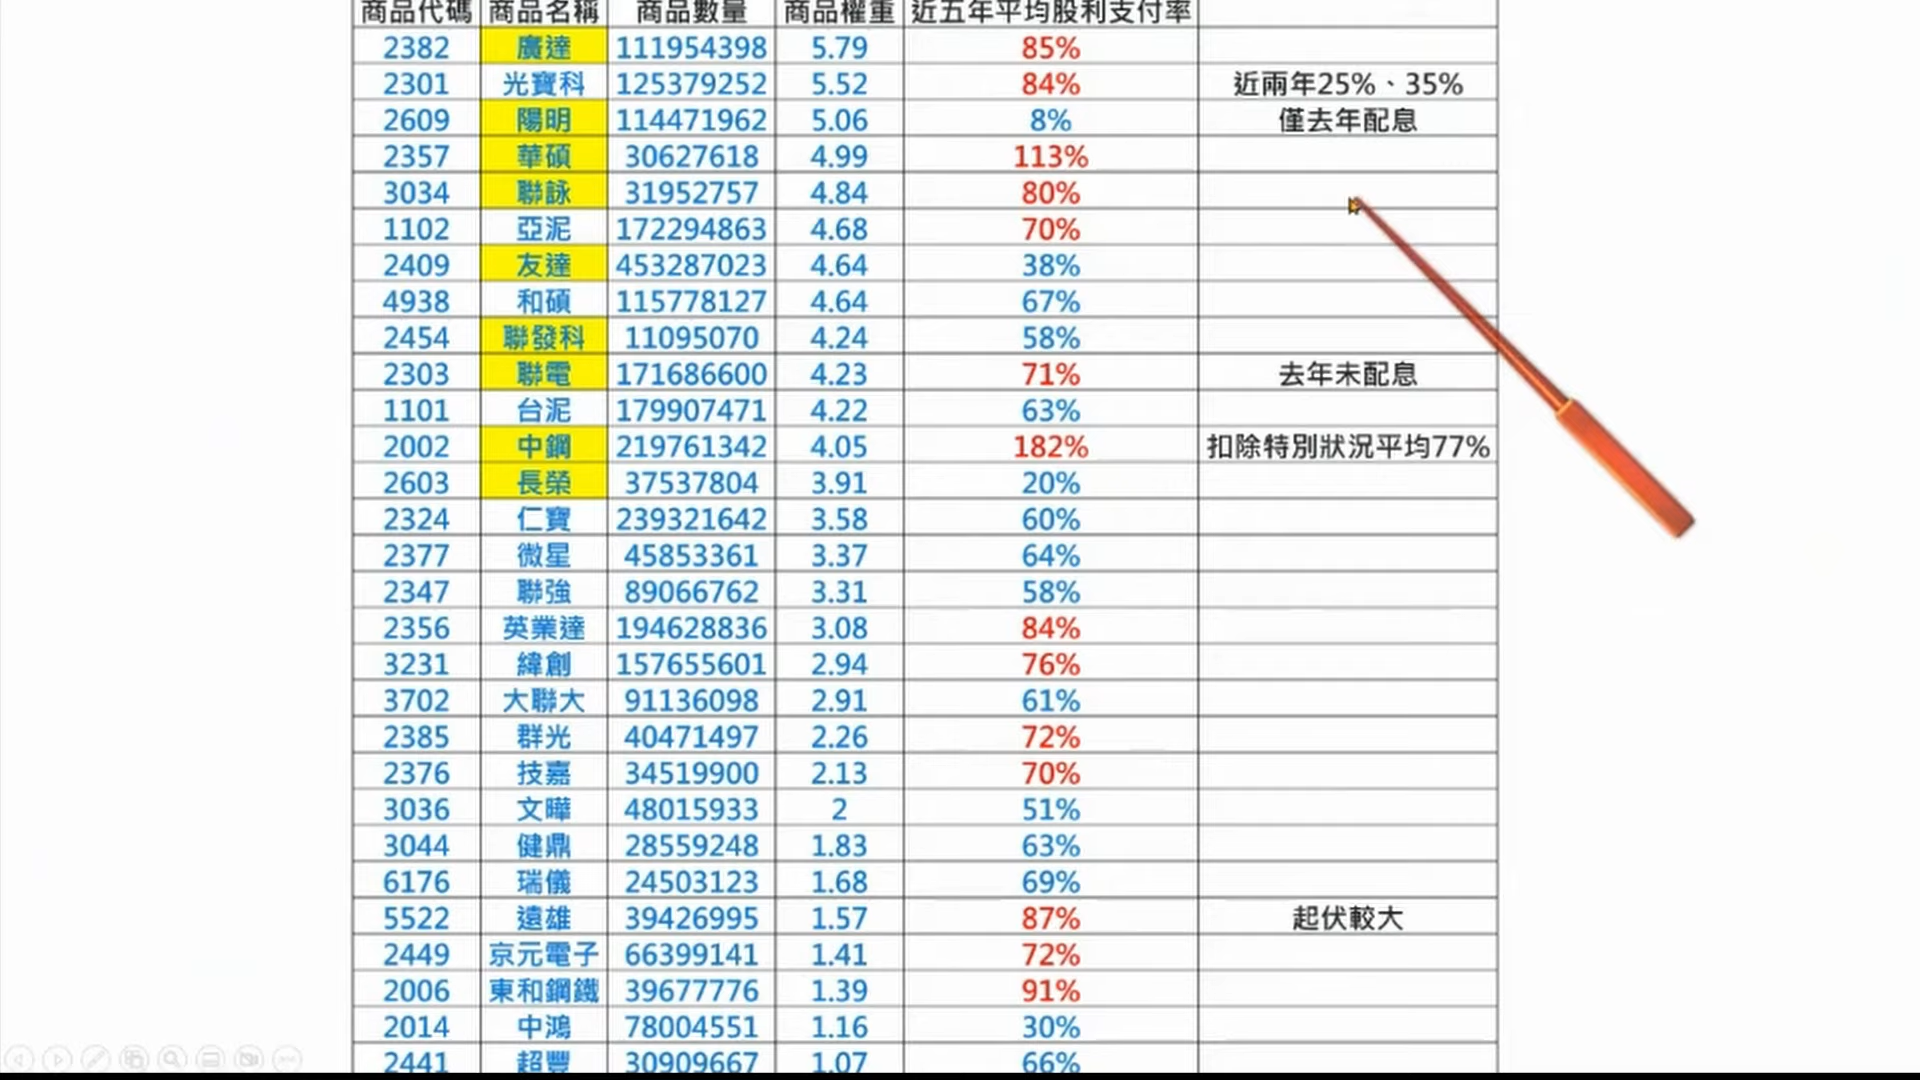 商品代碼 商品名稱 商品數量 商品權重 近五年平均股利支付率
2382 廣達 111954398 5.79 85%
2301 光寶科 125379252 5.52 84% 近兩年25%、35%
2609 陽明 114471962 5.06 8% 僅去年配息
2357 華碩 30627618 4.99 113%
3034 聯詠 31952757 4.84 80%
1102 亞泥 172294863 4.68 70%
2409 友達 453287023 4.64 38%
4938 和碩 115778127 4.64 67%
2454 聯發科 11095070 4.24 58%
2303 聯電 171686600 4.23 71% 去年未配息
1101 台泥 179907471 4.22 63%
2002 中鋼 219761342 4.05 182% 扣除特別狀況平均77%
2603 長榮 37537804 3.91 20%
2324 仁寶 239321642 3.58 60%
2377 微星 45853361 3.37 64%
2347 聯強 89066762 3.31 58%
2356 英業達 194628836 3.08 84%
3231 緯創 157655601 2.94 76%
3702 大聯大 91136098 2.91 61%
2385 群光 40471497 2.26 72%
2376 技嘉 34519900 2.13 70%
3036 文曄 48015933 2 51%
3044 健鼎 28559248 1.83 63%
6176 瑞儀 24503123 1.68 69%
5522 遠雄 39426995 1.57 87% 起伏較大
2449 京元電子 66399141 1.41 72%
2006 東和鋼鐵 39677776 1.39 91%
2014 中鴻 78004551 1.16 30%
2441 超豐 30909667 1.07 66%